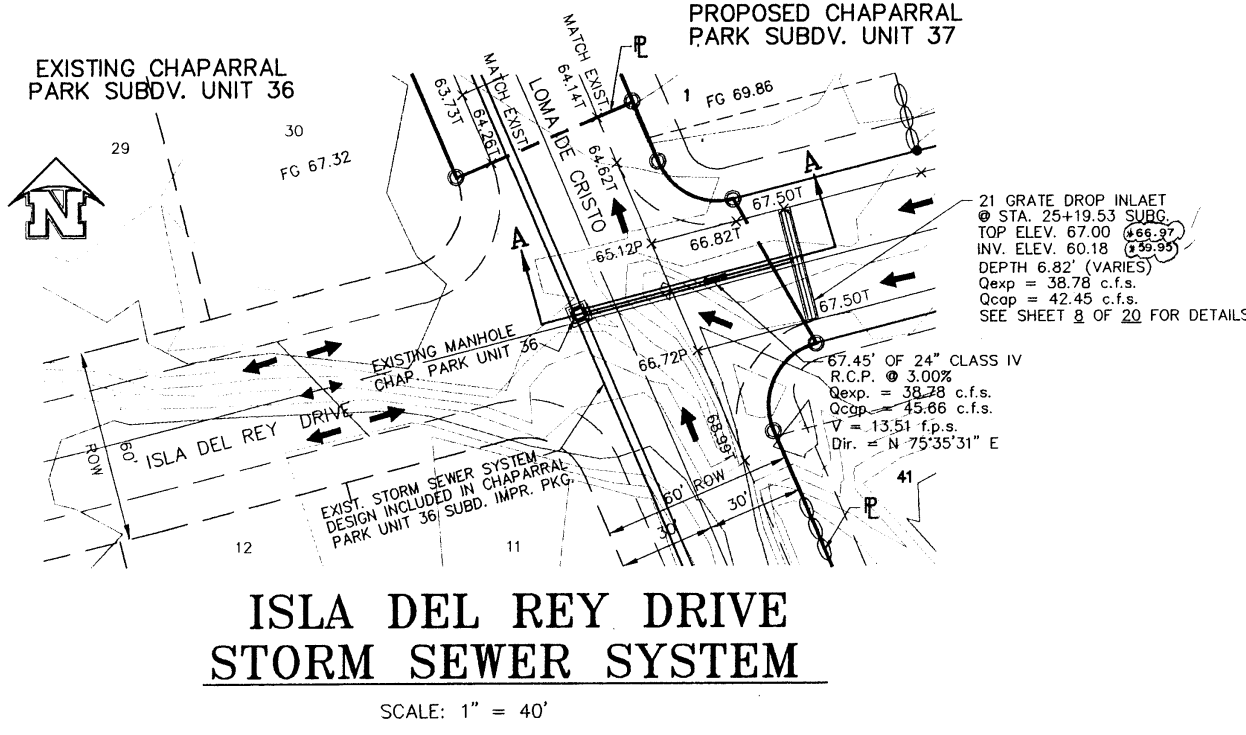 PROPOSED CHAPARRAL
PARK SUBDV. UNIT 37
EXISTING CHAPARRAL
PARK SUBDV. UNIT 36
MATCH EXIST.
64.14T
PL
MATCH EXIST.
63.73T
64.26T
LOMA DE CRISTO
64.62T
1
FG 69.86
29
30
FG 67.32
N
A
A
67.50T
66.82T
65.12P
67.50T
66.72P
68.99T
21 GRATE DROP INLAET
@ STA. 25+19.53 SUBG.
TOP ELEV. 67.00 *66.97
INV. ELEV. 60.18 *59.95
DEPTH 6.82' (VARIES)
Qexp = 38.78 c.f.s.
Qcap = 42.45 c.f.s.
SEE SHEET 8 OF 20 FOR DETAILS
EXISTING MANHOLE
CHAP. PARK UNIT 36
67.45' OF 24" CLASS IV
R.C.P. @ 3.00%
Qexp. = 38.78 c.f.s.
Qcap. = 45.66 c.f.s.
V = 13.51 f.p.s.
Dir. = N 75°35'31" E
60'
ROW
ISLA DEL REY DRIVE
EXIST. STORM SEWER SYSTEM
DESIGN INCLUDED IN CHAPARRAL
PARK UNIT 36 SUBD. IMPR. PKG.
60' ROW
30'
30'
41
PL
12
11
ISLA DEL REY DRIVE
STORM SEWER SYSTEM
SCALE: 1" = 40'